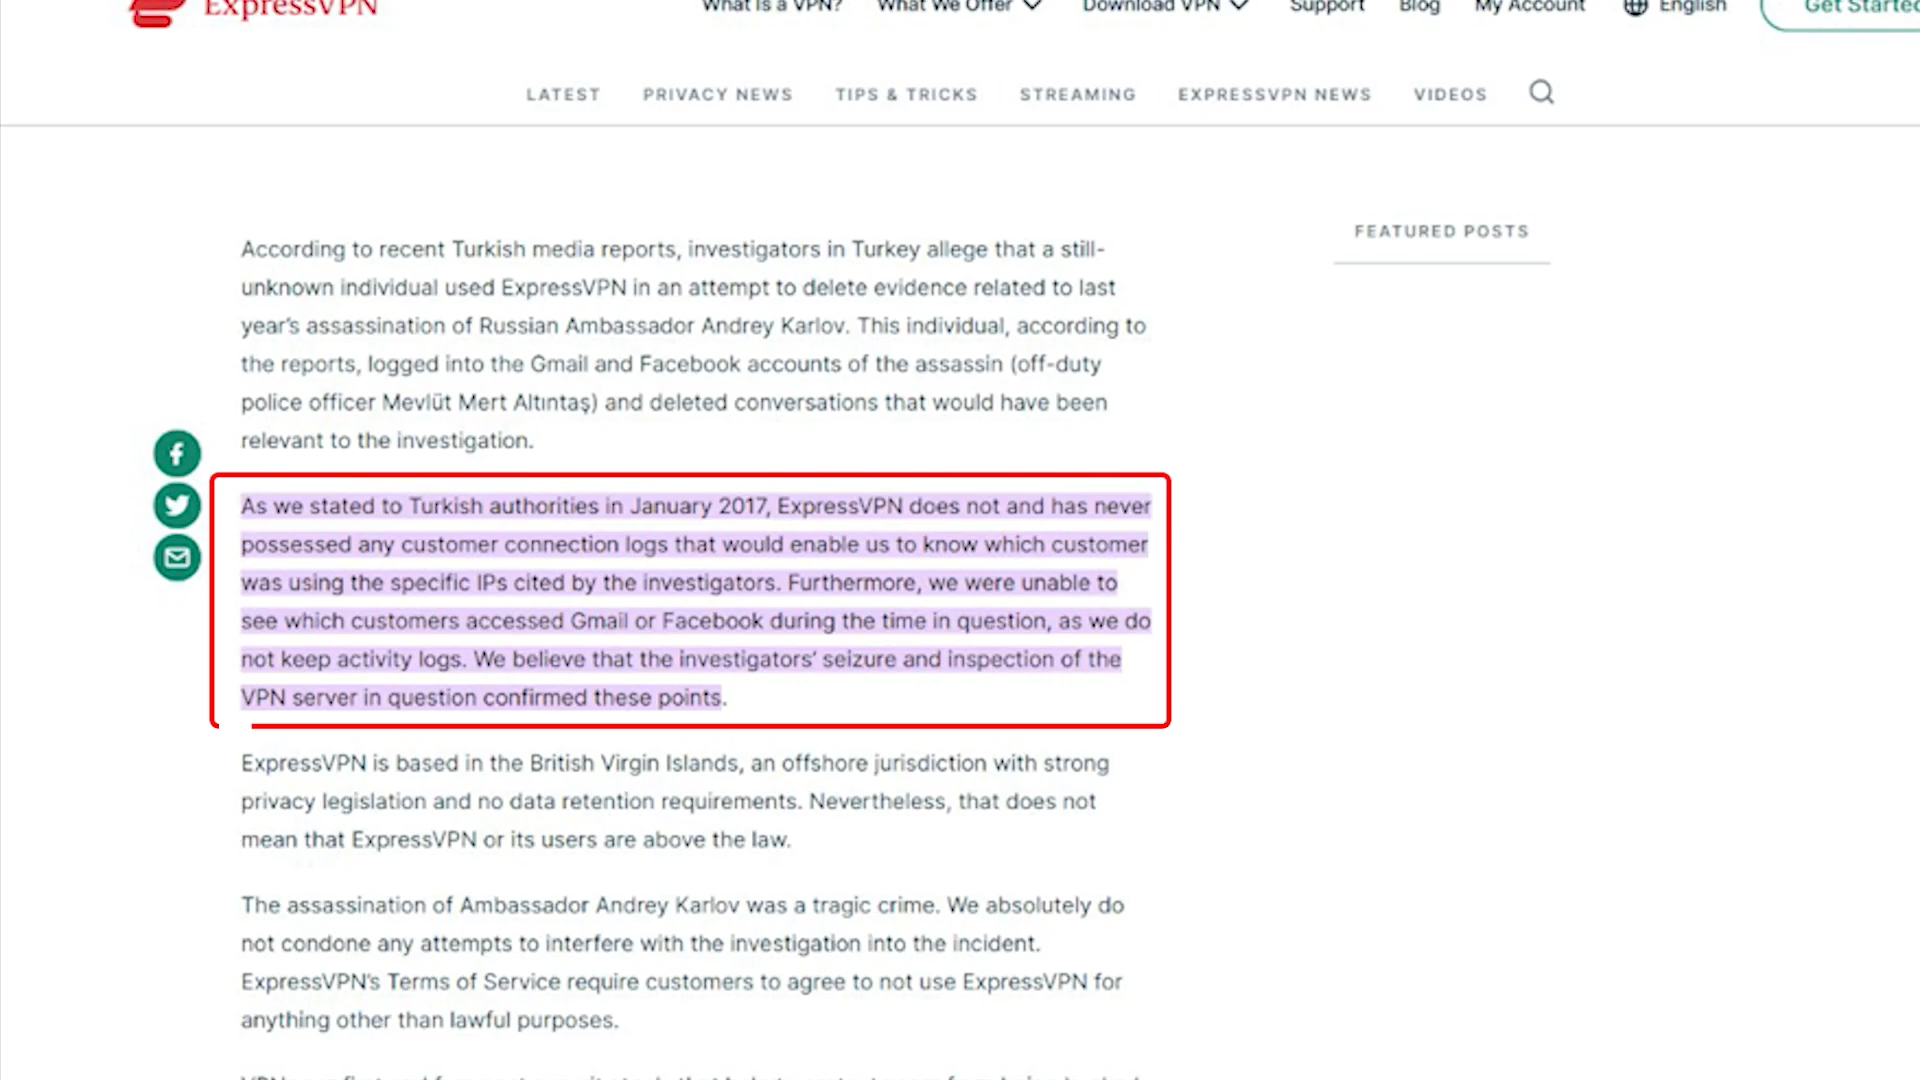 ExpressVPN
What Is a VPN? What We Offer Download VPN Support Blog My Account English Get Started
LATEST PRIVACY NEWS TIPS & TRICKS STREAMING EXPRESSVPN NEWS VIDEOS
FEATURED POSTS
According to recent Turkish media reports, investigators in Turkey allege that a still-
unknown individual used ExpressVPN in an attempt to delete evidence related to last
year's assassination of Russian Ambassador Andrey Karlov. This individual, according to
the reports, logged into the Gmail and Facebook accounts of the assassin (off-duty
police officer Mevlüt Mert Altıntaş) and deleted conversations that would have been
relevant to the investigation.
As we stated to Turkish authorities in January 2017, ExpressVPN does not and has never
possessed any customer connection logs that would enable us to know which customer
was using the specific IPs cited by the investigators. Furthermore, we were unable to
see which customers accessed Gmail or Facebook during the time in question, as we do
not keep activity logs. We believe that the investigators' seizure and inspection of the
VPN server in question confirmed these points.
ExpressVPN is based in the British Virgin Islands, an offshore jurisdiction with strong
privacy legislation and no data retention requirements. Nevertheless, that does not
mean that ExpressVPN or its users are above the law.
The assassination of Ambassador Andrey Karlov was a tragic crime. We absolutely do
not condone any attempts to interfere with the investigation into the incident.
ExpressVPN's Terms of Service require customers to agree to not use ExpressVPN for
anything other than lawful purposes.